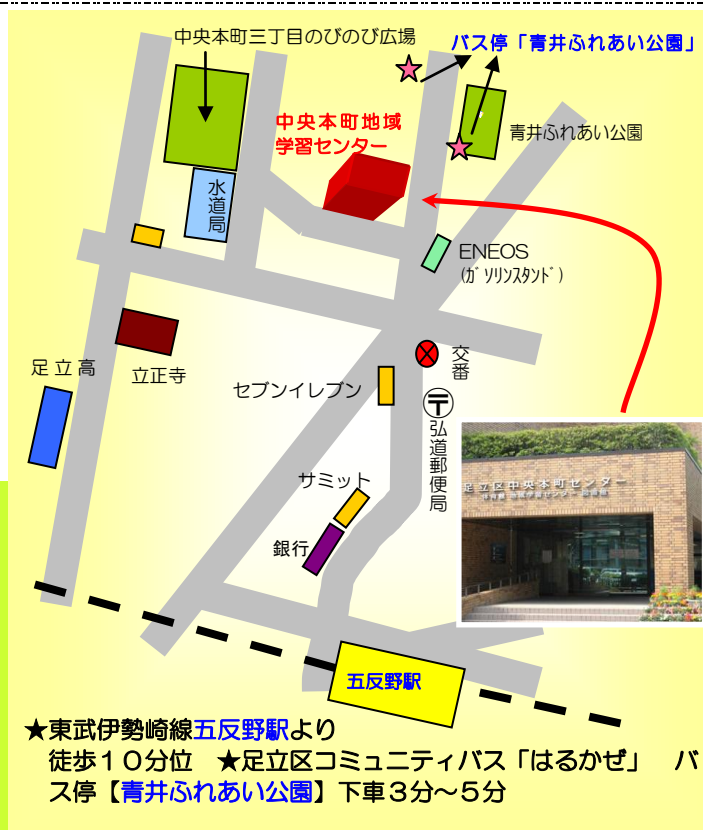 中央本町三丁目のびのび広場
バス停「青井ふれあい公園」
中央本町地域
学習センター
青井ふれあい公園
水道局
ENEOS
(ｶﾞｿﾘﾝｽﾀﾝﾄﾞ)
交番
足立高
立正寺
セブンイレブン
〒
弘道郵便局
足立区中央本町センター
サミット
銀行
五反野駅
★東武伊勢崎線五反野駅より
徒歩１０分位　★足立区コミュニティバス「はるかぜ」　バ
ス停【青井ふれあい公園】下車３分～５分